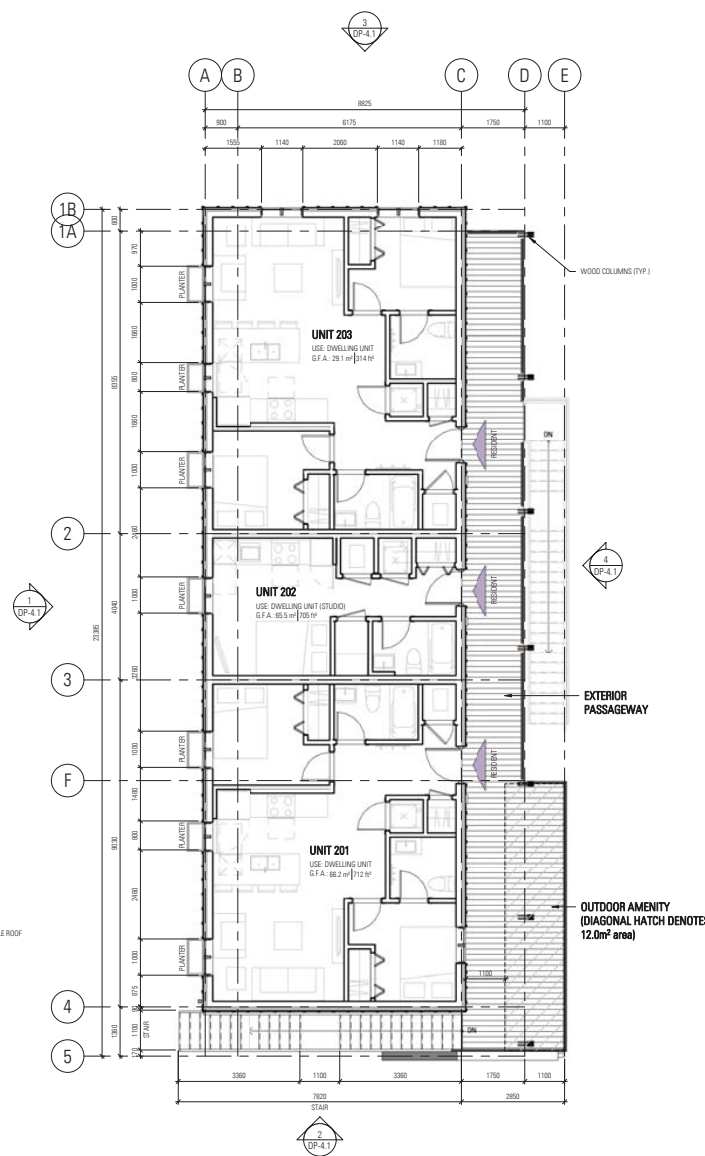 3
DP-4.1
A
B
C
D
E
8825
900
6175
1750
1100
1555
1140
2060
1140
1180
1B
1A
600
970
WOOD COLUMNS (TYP.)
PLANTER
1000
UNIT 203
USE: DWELLING UNIT
G.F.A.: 29.1 m² 314 ft²
1660
PLANTER
600
1660
DN
RESIDENT
PLANTER
1000
2
2460
4
DP-4.1
1
DP-4.1
PLANTER
1000
UNIT 202
USE: DWELLING UNIT (STUDIO)
G.F.A.: 65.5 m² 705 ft²
RESIDENT
4040
23385
3260
3
EXTERIOR
PASSAGEWAY
PLANTER
1000
RESIDENT
F
1480
PLANTER
800
UNIT 201
USE: DWELLING UNIT
G.F.A.: 66.2 m² 712 ft²
9030
2460
OUTDOOR AMENITY
(DIAGONAL HATCH DENOTES
12.0m² area)
LE ROOF
PLANTER
1000
1100
875
4
90
1360
1100
STAIR
DN
5
170
3360
1100
3360
1750
1100
7820
2850
STAIR
2
DP-4.1